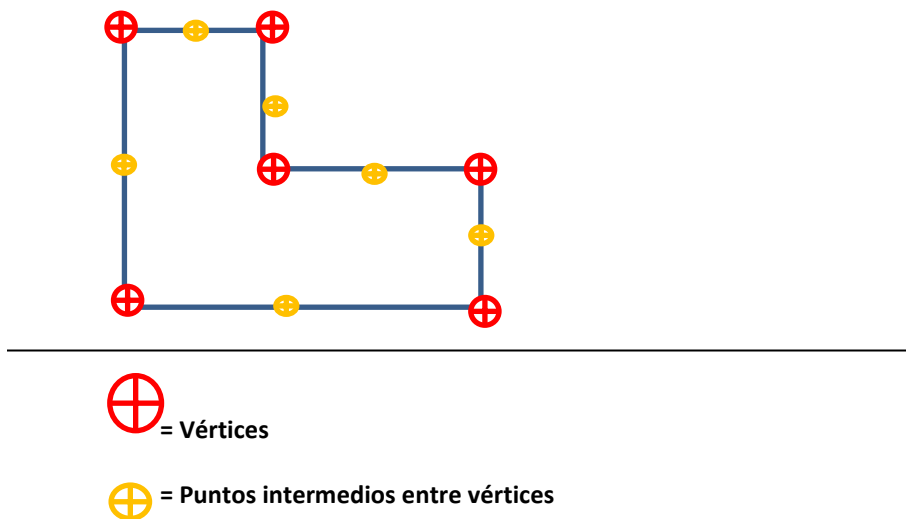 = Vértices
= Puntos intermedios entre vértices